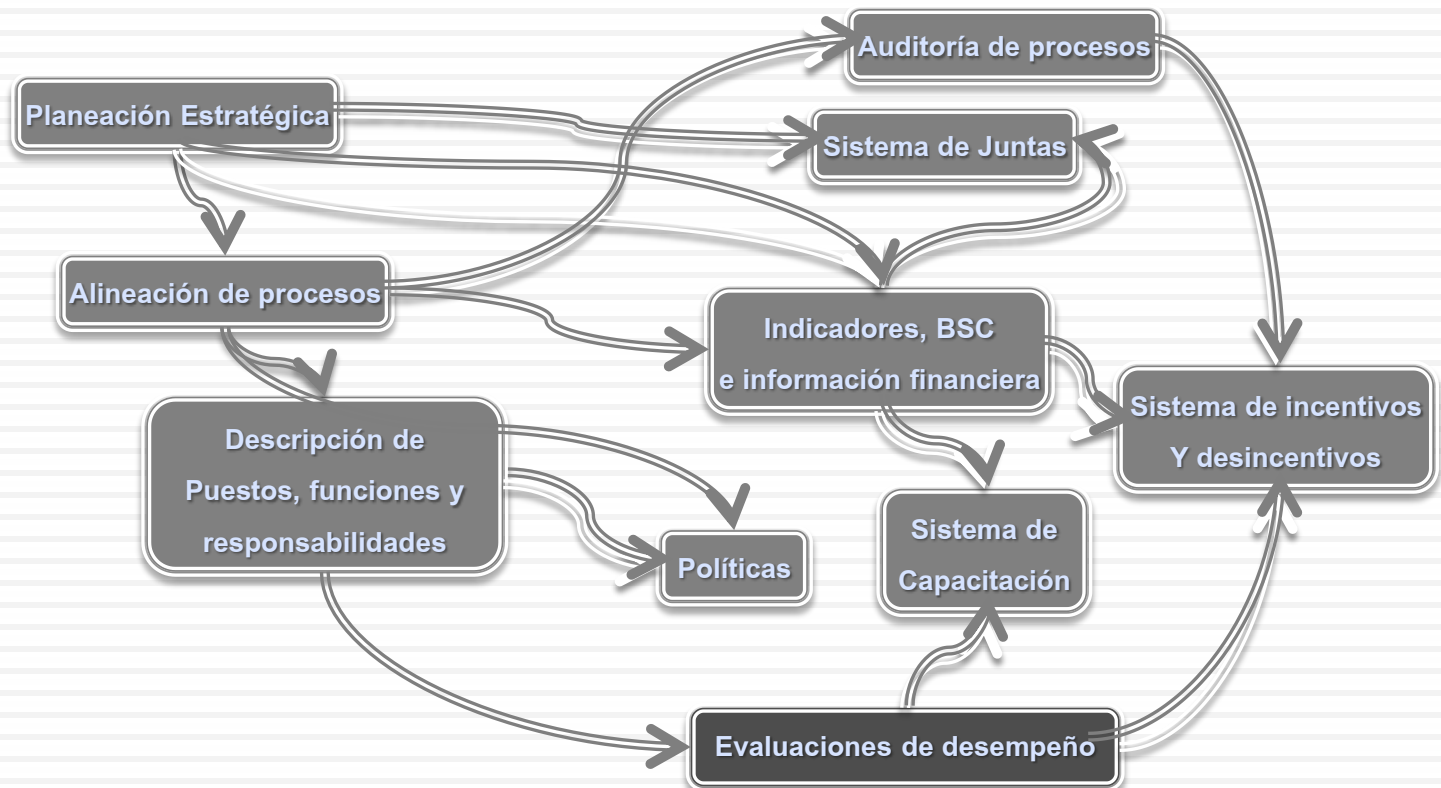 Auditoría de procesos
Planeación Estratégica
Sistema de Juntas
Alineación de procesos
Indicadores, BSC
e información financiera
Sistema de incentivos
Y desincentivos
Descripción de
Puestos, funciones y
responsabilidades
Políticas
Sistema de
Capacitación
Evaluaciones de desempeño